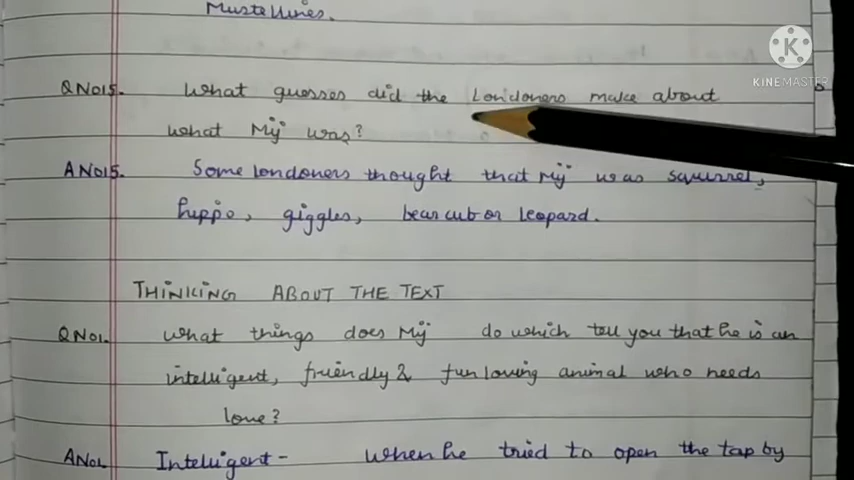 Mustellines.
QNO15. What guesses did the Londoners make about
what Mij was?
ANO15. Some londoners thought that Mij was squirrel,
hippo, giggles, bear cub or leopard.
THINKING ABOUT THE TEXT
QNO1. What things does Mij do which tell you that he is an
intelligent, friendly & fun loving animal who needs
love?
ANO1. Intelligent- When he tried to open the tap by
K
KINEMASTER